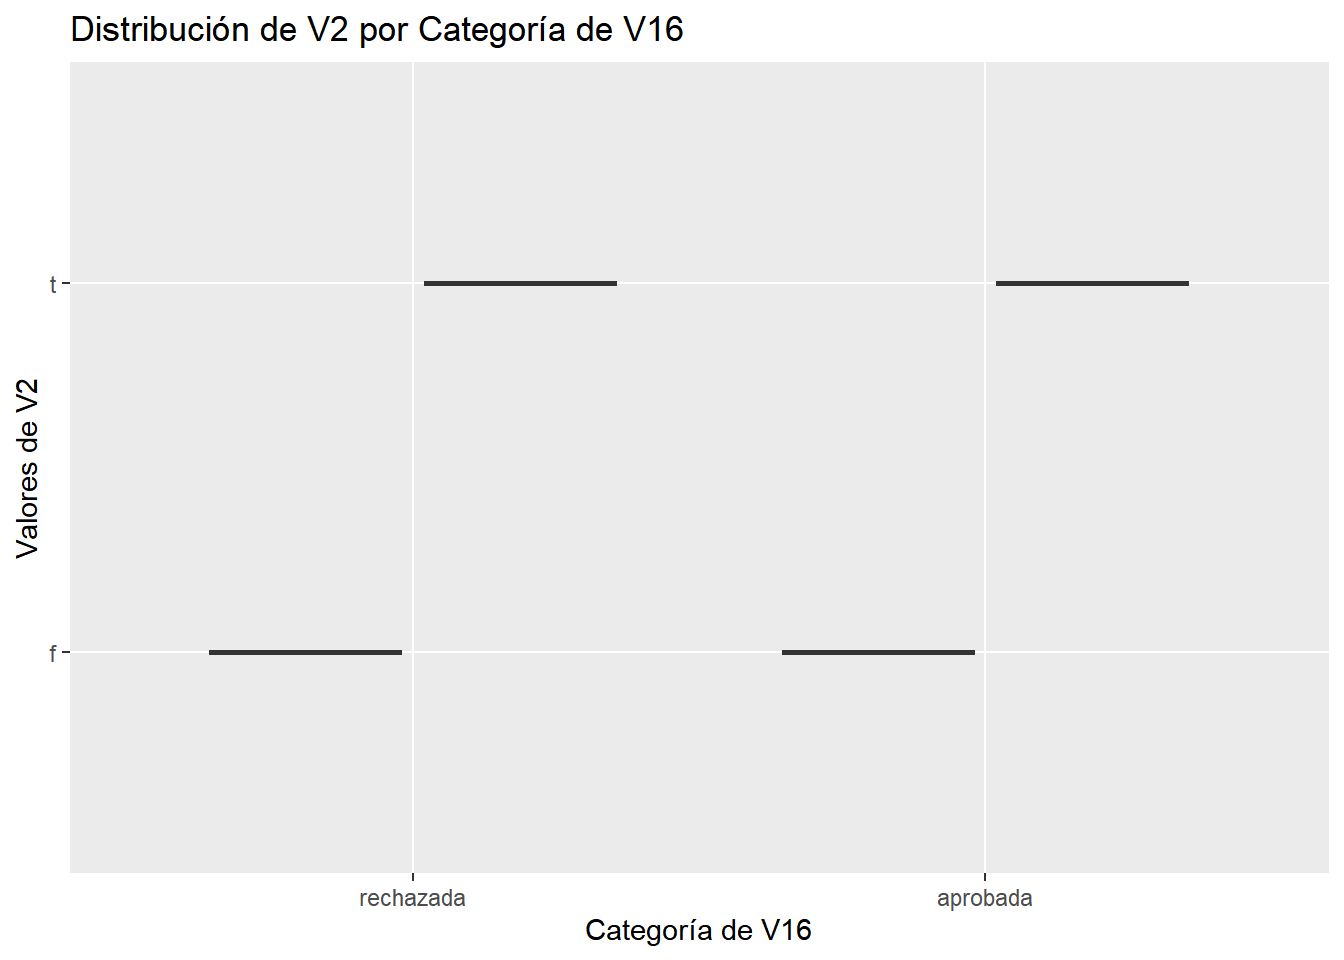 Distribución de V2 por Categoría de V16
Valores de V2
t
f
rechazada
aprobada
Categoría de V16